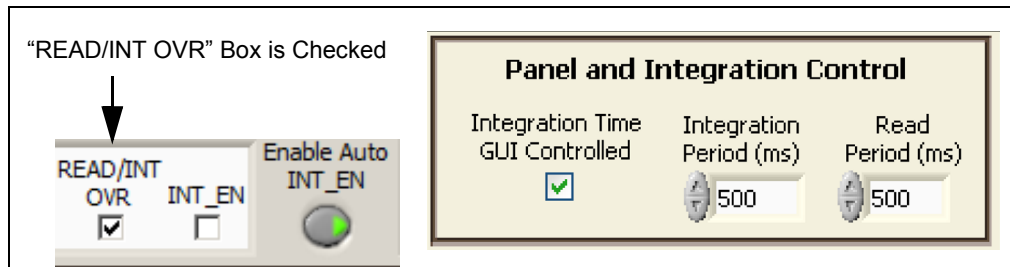 “READ/INT OVR” Box is Checked
READ/INT
OVR
INT_EN
Enable Auto
INT_EN
Panel and Integration Control
Integration Time
GUI Controlled
Integration
Period (ms)
500
Read
Period (ms)
500